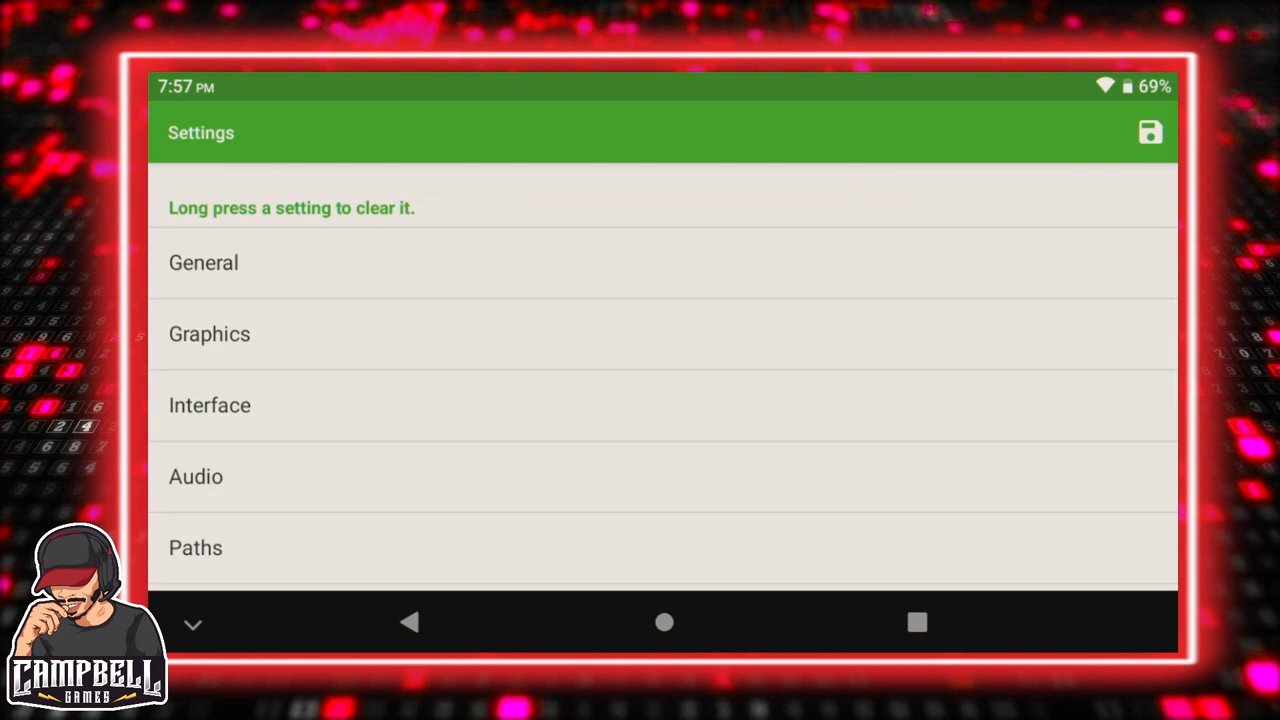 7:57 PM
69%
Settings
Long press a setting to clear it.
General
Graphics
Interface
Audio
Paths
CAMPBELL
GAMES